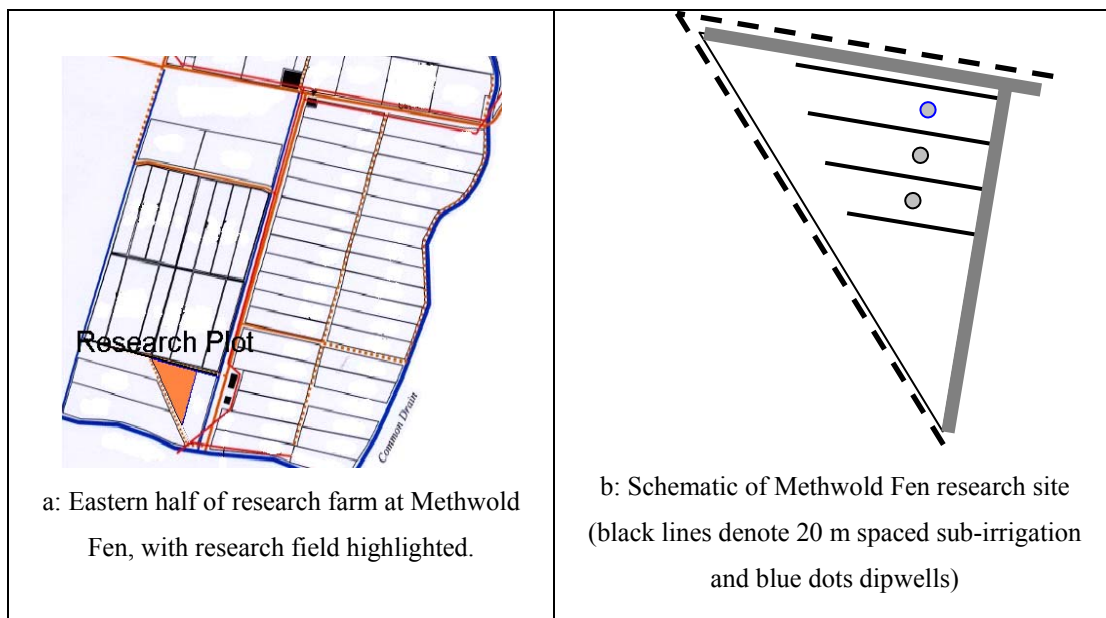 Research Plot
Common Drain
a: Eastern half of research farm at Methwold
Fen, with research field highlighted.
b: Schematic of Methwold Fen research site
(black lines denote 20 m spaced sub-irrigation
and blue dots dipwells)